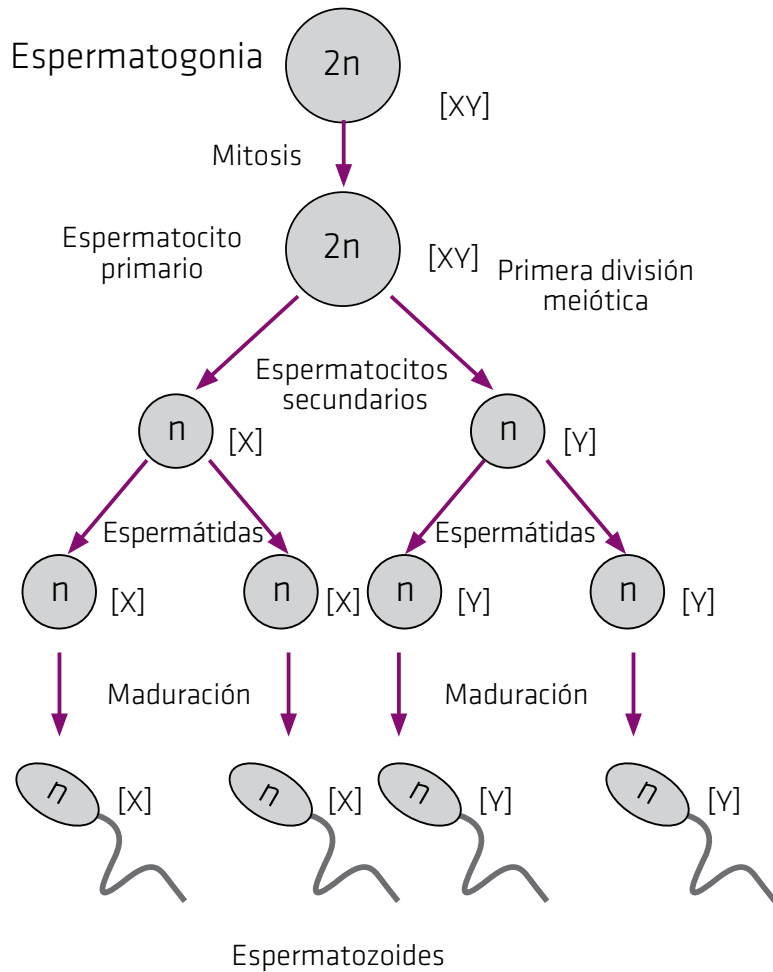 Espermatogonia
2n
[XY]
Mitosis
Espermatocito
primario
2n
[XY]
Primera división
meiótica
Espermatocitos
secundarios
n
[X]
n
[Y]
Espermátidas
Espermátidas
n
[X]
n
[X]
n
[Y]
n
[Y]
Maduración
Maduración
n
[X]
n
[X]
n
[Y]
n
[Y]
Espermatozoides